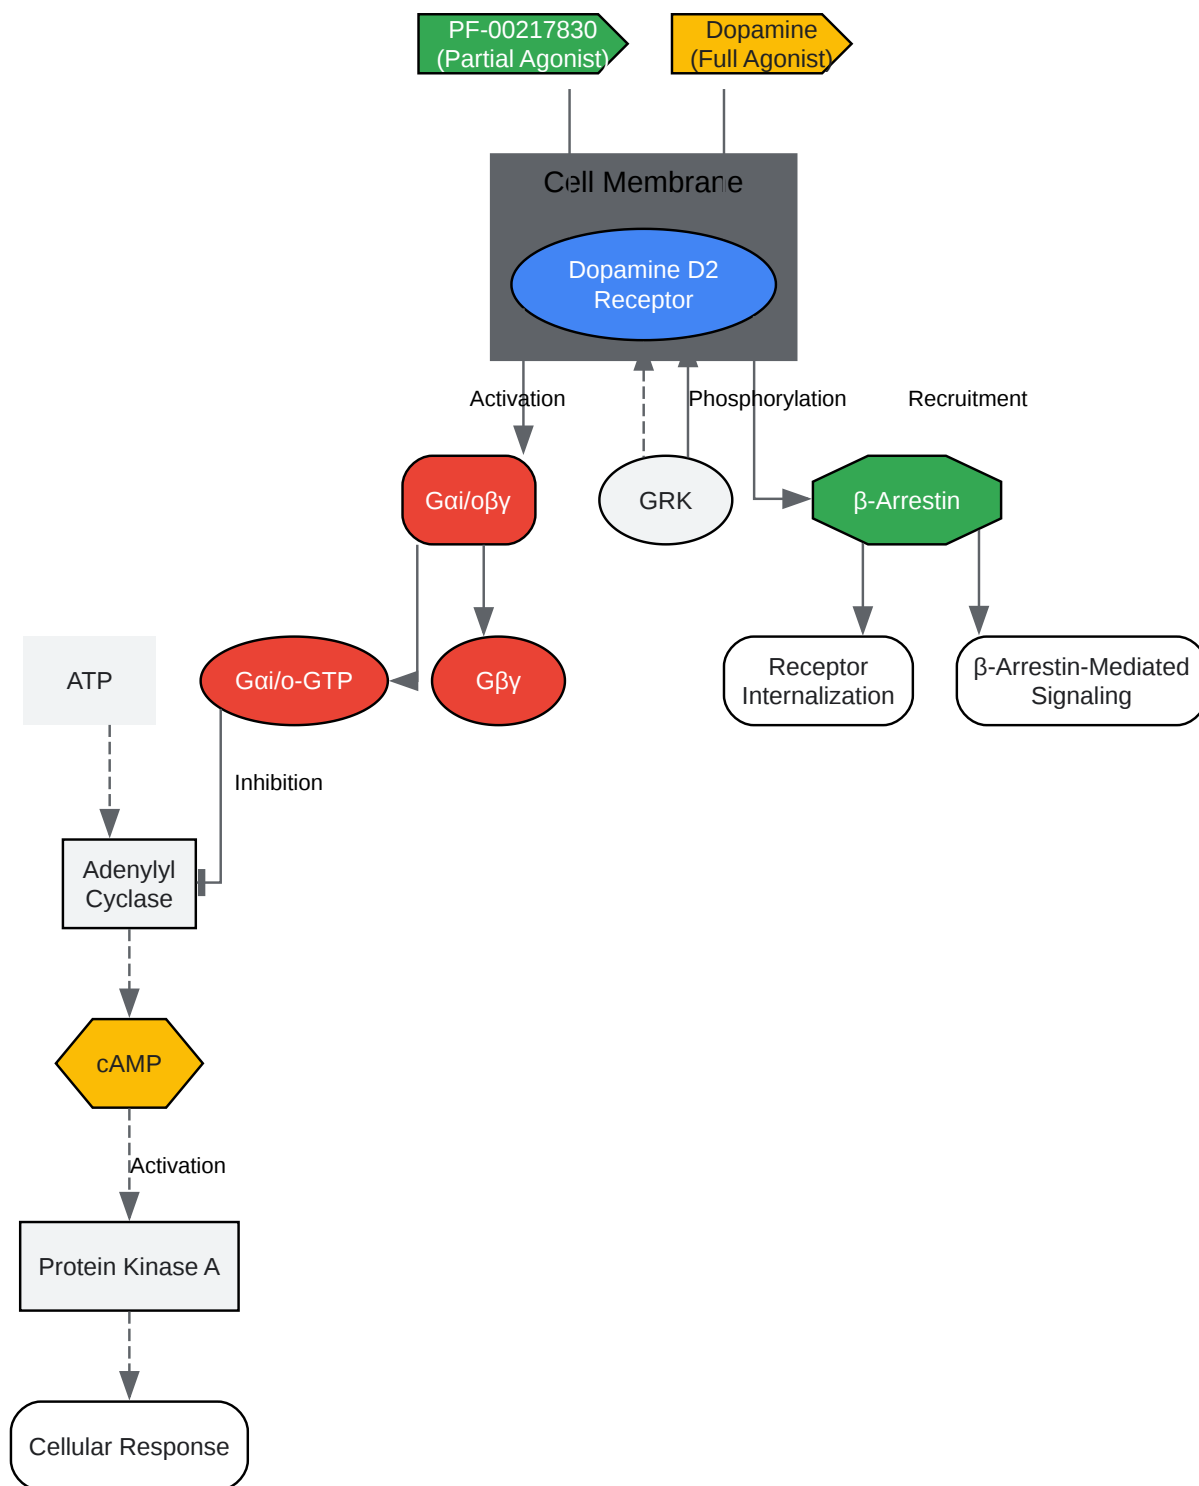 PF-00217830
(Partial Agonist)
Dopamine
(Full Agonist)
Cell Membrane
Dopamine D2
Receptor
Activation
Phosphorylation
Recruitment
Gαi/oβγ
GRK
β-Arrestin
ATP
Gαi/o-GTP
Gβγ
Receptor
Internalization
β-Arrestin-Mediated
Signaling
Inhibition
Adenylyl
Cyclase
cAMP
Activation
Protein Kinase A
Cellular Response